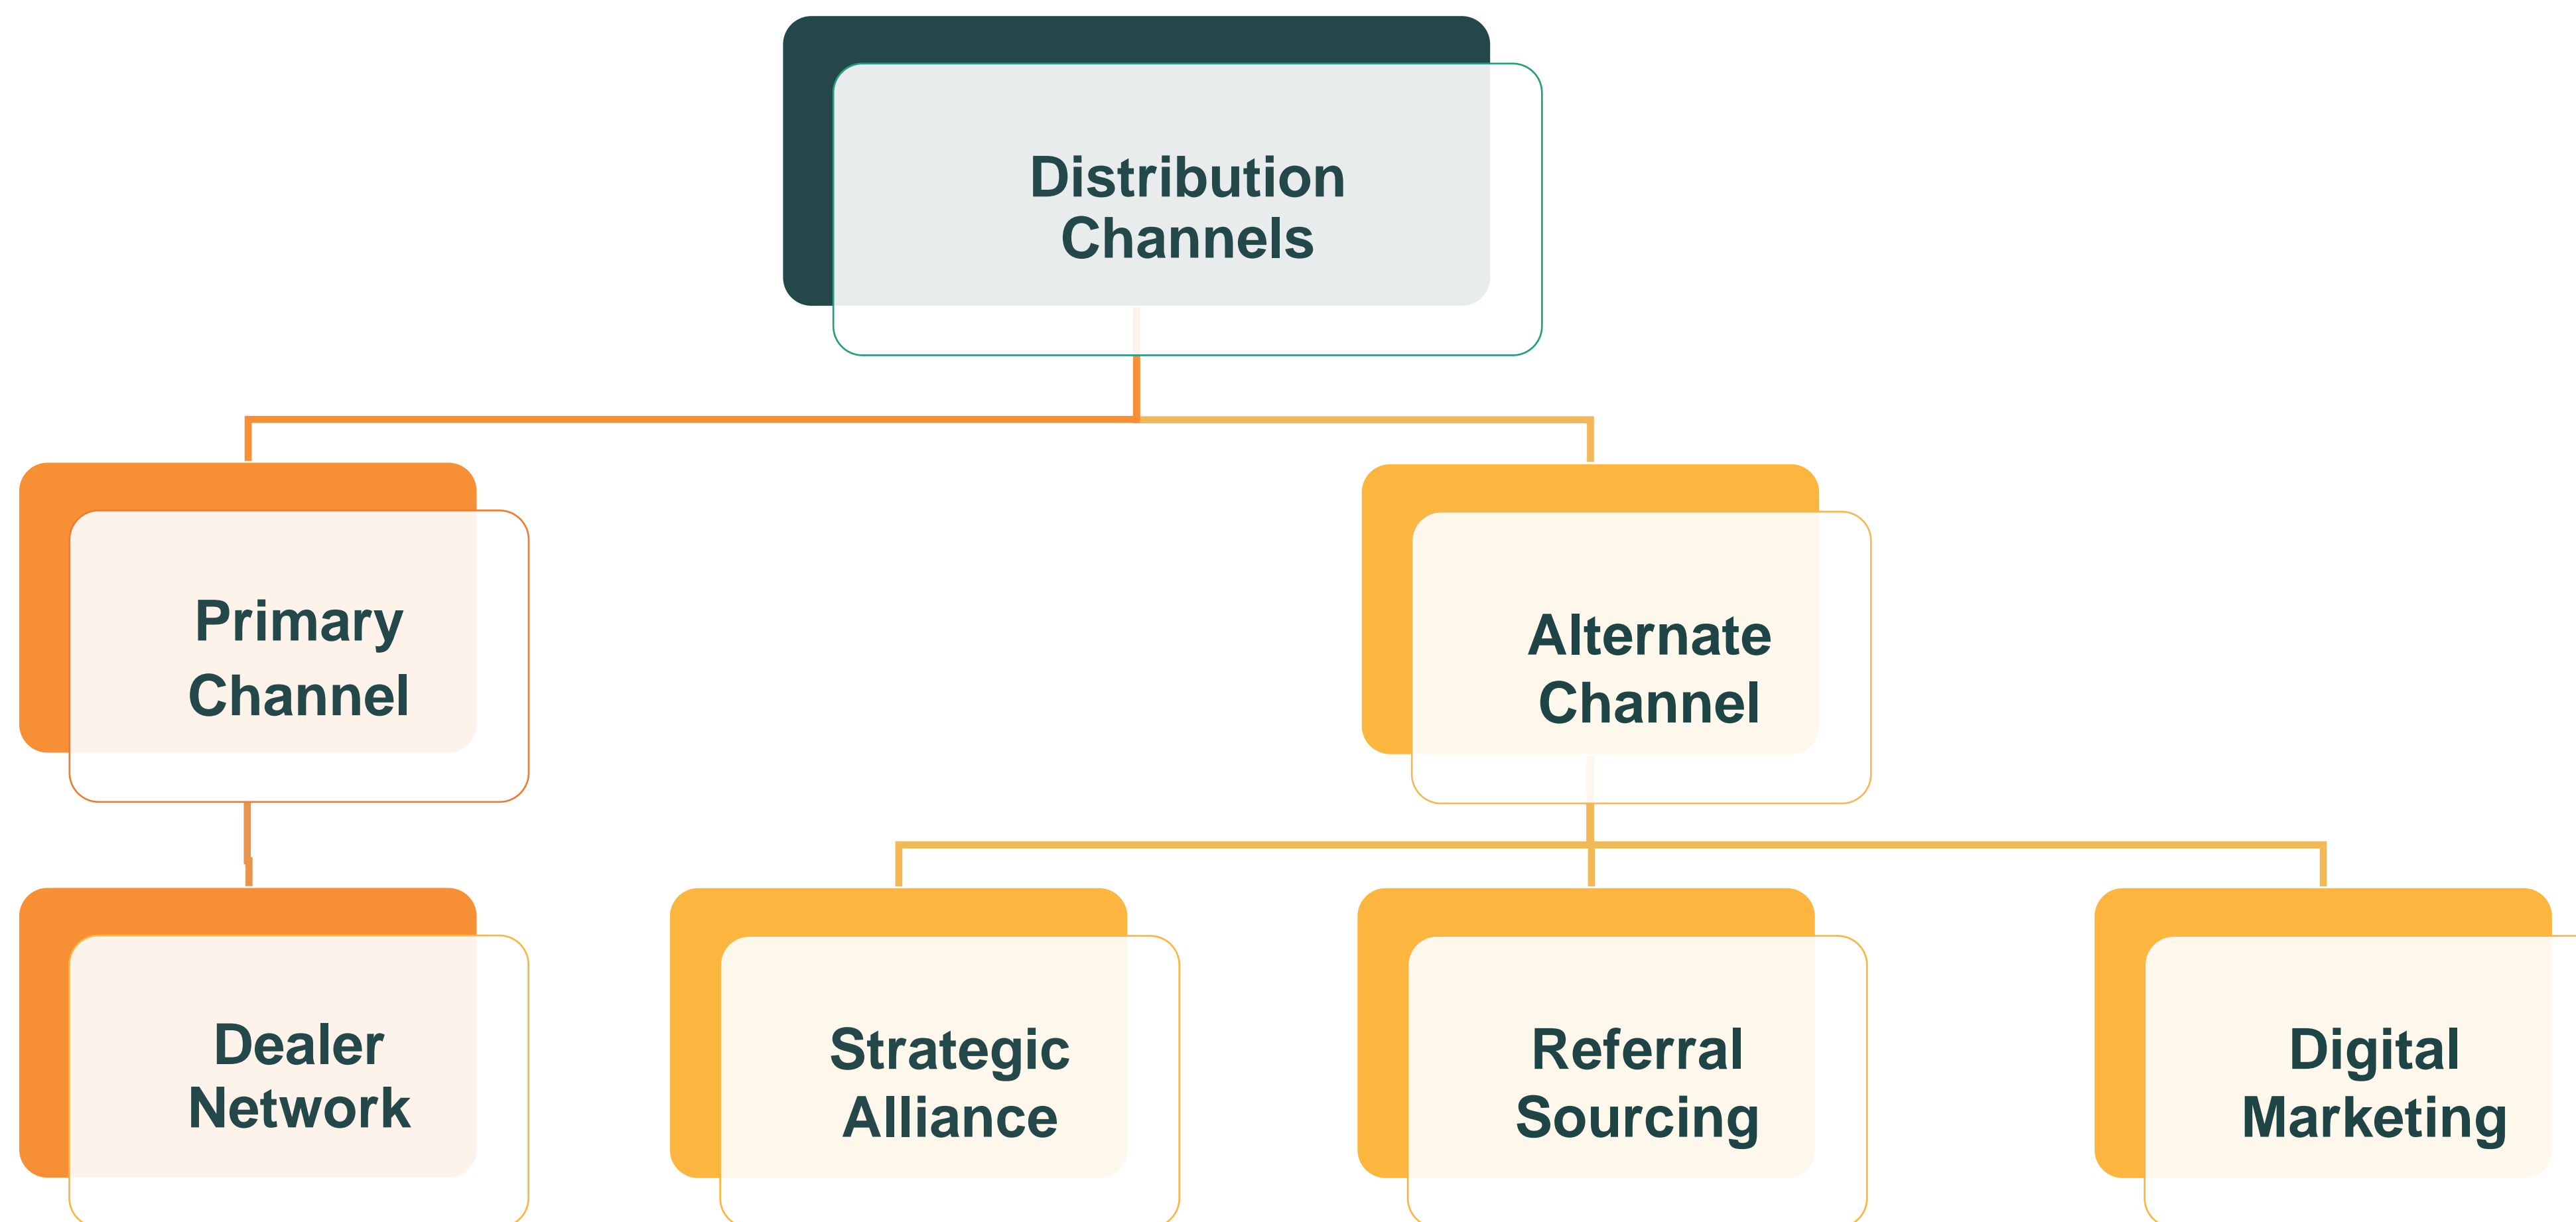 Distribution
Channels
Primary
Channel
Alternate
Channel
Dealer
Network
Strategic
Alliance
Referral
Sourcing
Digital
Marketing